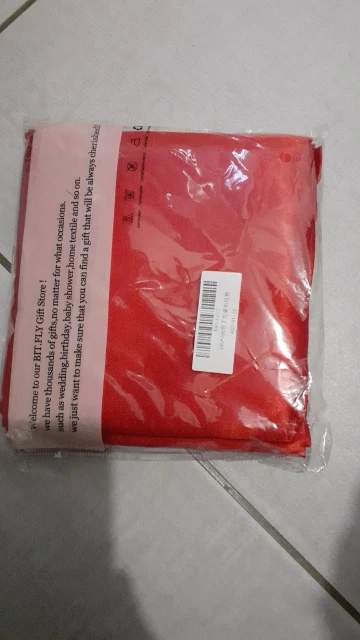 Welcome to our BIT.FLY Gift Store !
we have thousands of gifts,no matter for what occasions.
such as wedding,birthday,baby shower,home textile and so on.
we just want to make sure that you can find a gift that will be always cherished!